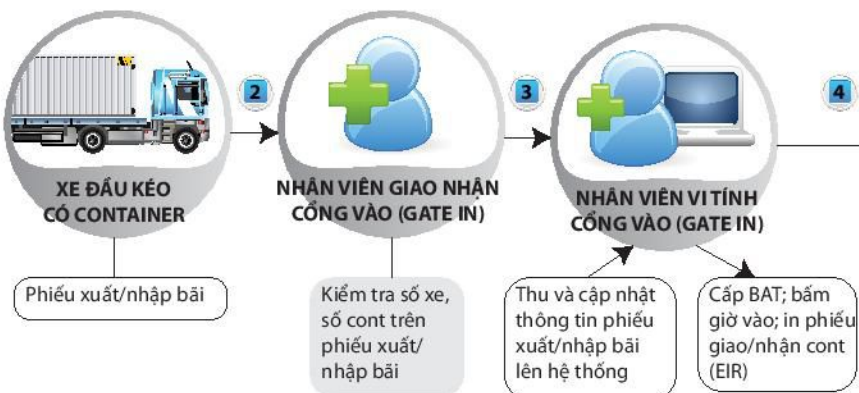 2
3
4
XE ĐẦU KÉO
CÓ CONTAINER
NHÂN VIÊN GIAO NHẬN
CỔNG VÀO (GATE IN)
NHÂN VIÊN VI TÍNH
CỔNG VÀO (GATE IN)
Phiếu xuất/nhập bãi
Kiểm tra số xe,
số cont trên
phiếu xuất/
nhập bãi
Thu và cập nhật
thông tin phiếu
xuất/nhập bãi
lên hệ thống
Cấp BAT; bấm
giờ vào; in phiếu
giao/nhận cont
(EIR)